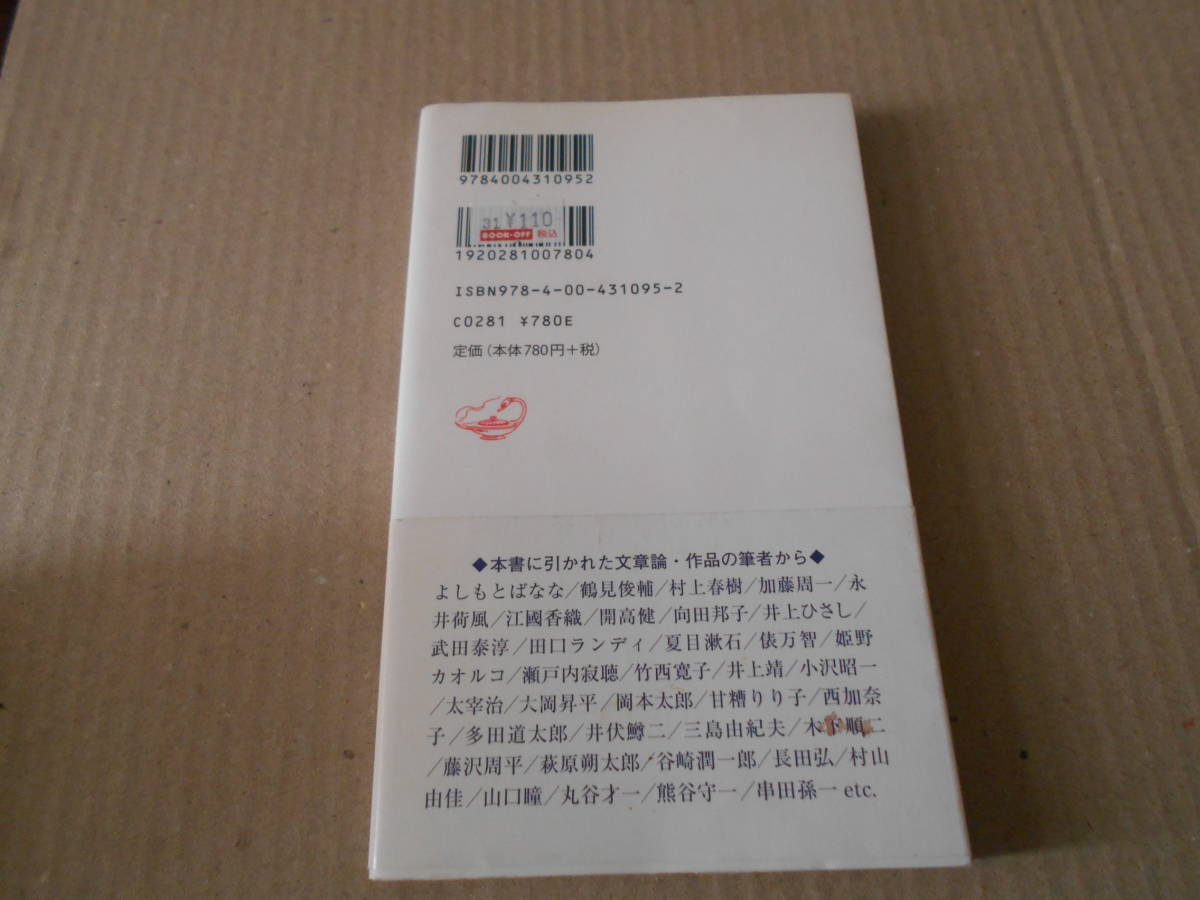 9784004310952
31 ¥110
BOOK-OFF 税込
1920281007804
ISBN978-4-00-431095-2
C0281 ¥780E
定価(本体780円+税)
◆本書に引かれた文章論・作品の筆者から◆
よしもとばなな/鶴見俊輔/村上春樹/加藤周一/永
井荷風/江國香織/開高健/向田邦子/井上ひさし/
武田泰淳/田口ランディ/夏目漱石/俵万智/姫野
カオルコ/瀬戸内寂聴/竹西寛子/井上靖/小沢昭一
/太宰治/大岡昇平/岡本太郎/甘糟りり子/西加奈
子/多田道太郎/井伏鱒二/三島由紀夫/木下順二
/藤沢周平/萩原朔太郎/谷崎潤一郎/長田弘/村山
由佳/山口瞳/丸谷才一/熊谷守一/串田孫一 etc.